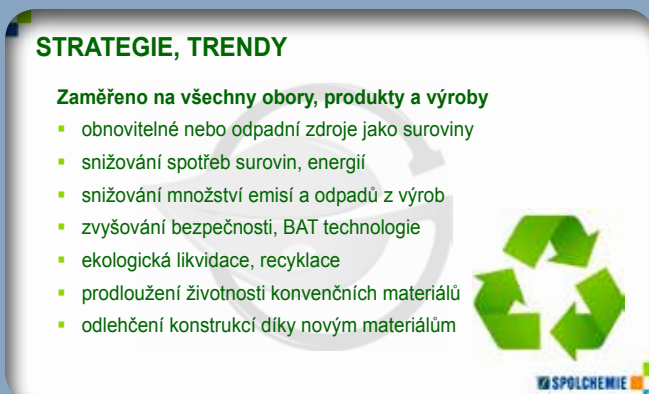 STRATEGIE, TRENDY
Zaměřeno na všechny obory, produkty a výroby
obnovitelné nebo odpadní zdroje jako suroviny
snižování spotřeb surovin, energií
snižování množství emisí a odpadů z výrob
zvyšování bezpečnosti, BAT technologie
ekologická likvidace, recyklace
prodloužení životnosti konvenčních materiálů
odlehčení konstrukcí díky novým materiálům
SPOLCHEMIE